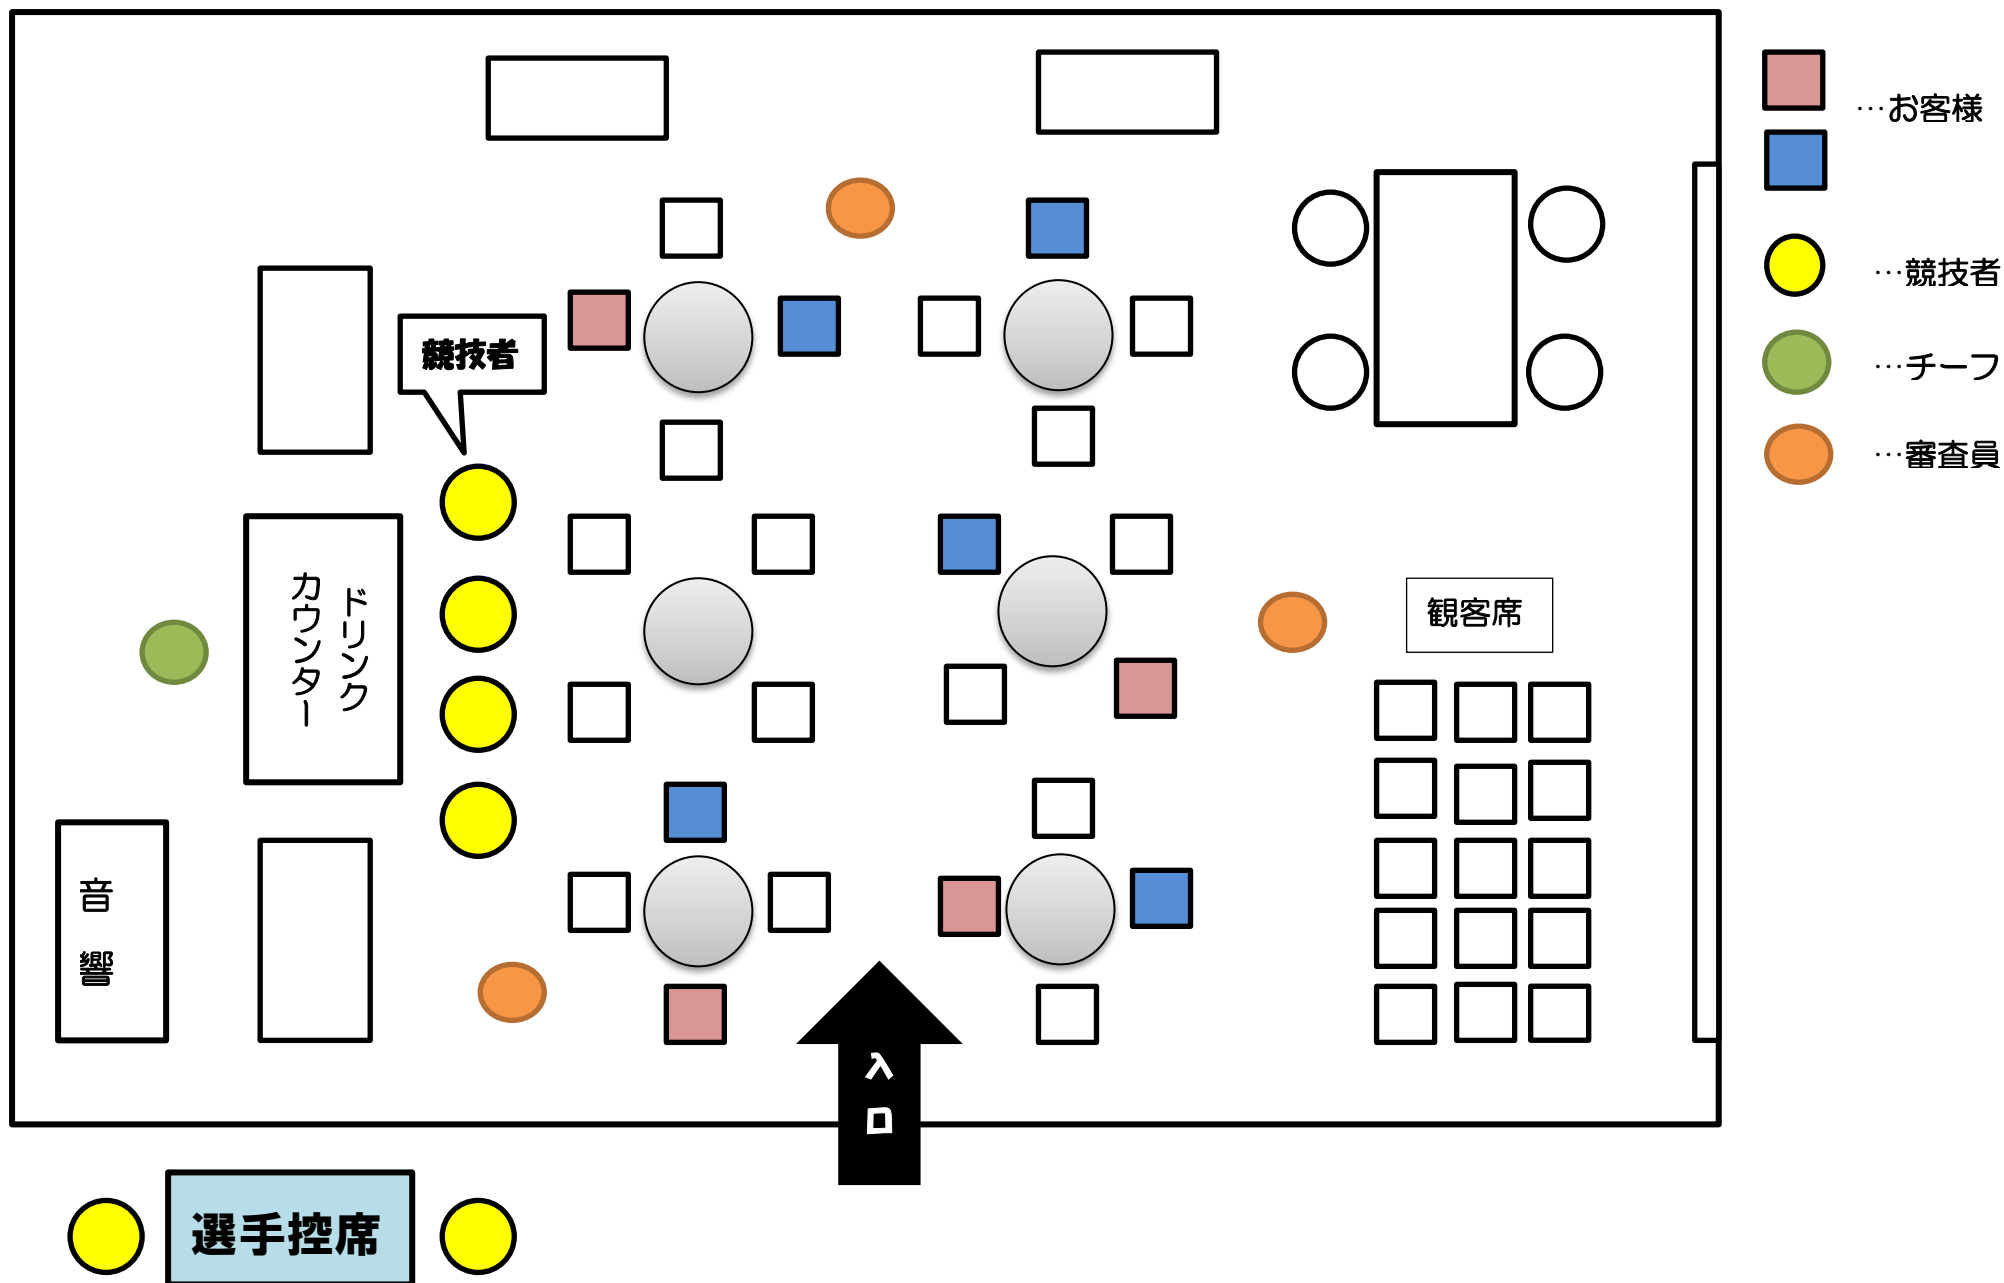 …お客様
…競技者
…チーフ
…審査員
競技者
ドリンク
カウンター
観客席
音響
入口
選手控席